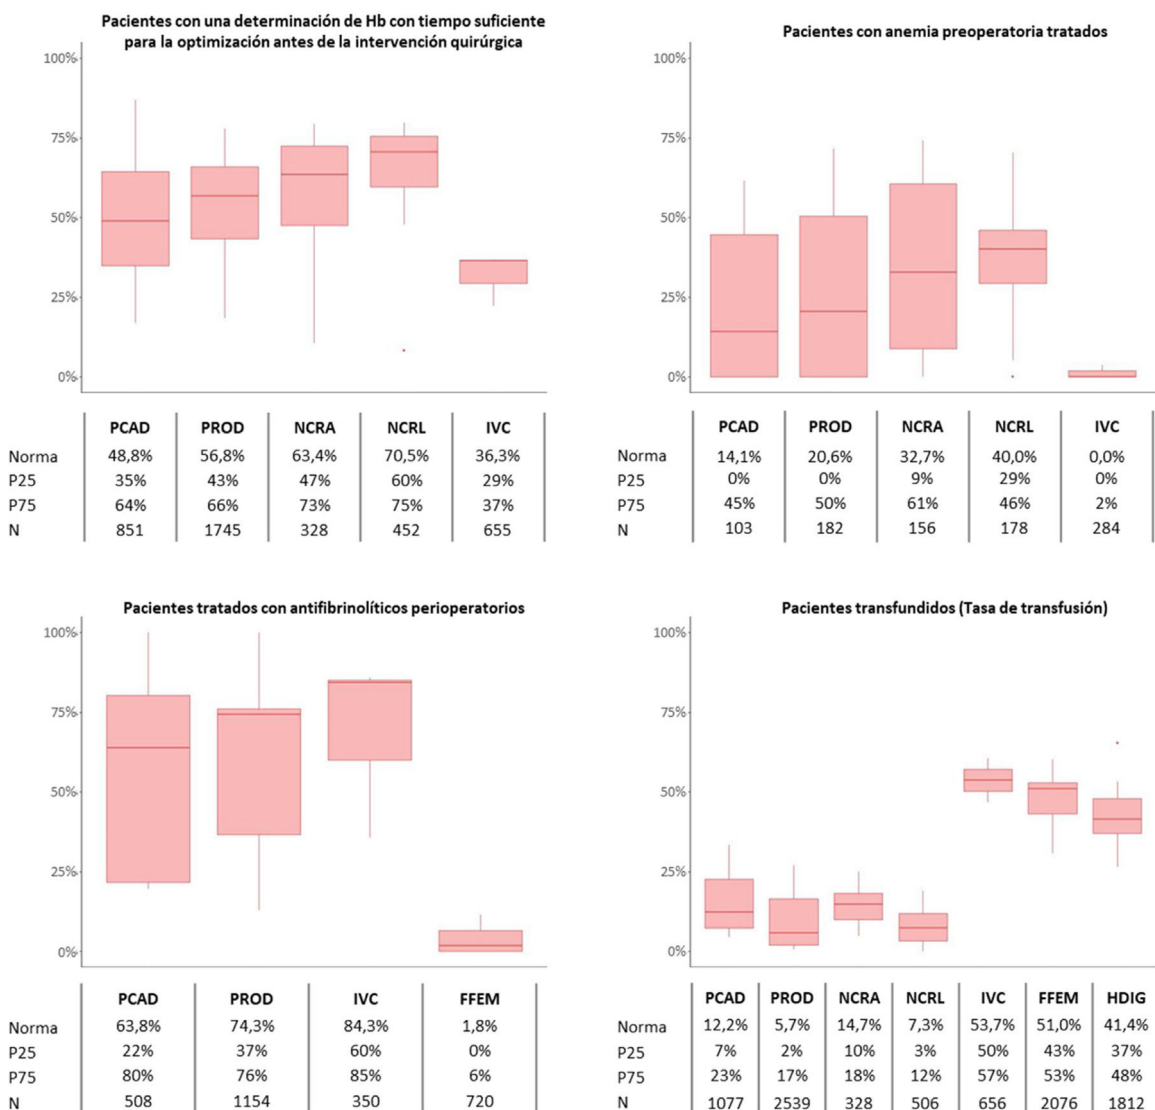 Pacientes con una determinación de Hb con tiempo suficiente
para la optimización antes de la intervención quirúrgica
100%
75%
50%
25%
0%
PCAD PROD NCRA NCRL IVC
Norma 48,8% 56,8% 63,4% 70,5% 36,3%
P25 35% 43% 47% 60% 29%
P75 64% 66% 73% 75% 37%
N 851 1745 328 452 655
Pacientes con anemia preoperatoria tratados
100%
75%
50%
25%
0%
PCAD PROD NCRA NCRL IVC
Norma 14,1% 20,6% 32,7% 40,0% 0,0%
P25 0% 0% 9% 29% 0%
P75 45% 50% 61% 46% 2%
N 103 182 156 178 284
Pacientes tratados con antifibrinolíticos perioperatorios
100%
75%
50%
25%
0%
PCAD PROD IVC FFEM
Norma 63,8% 74,3% 84,3% 1,8%
P25 22% 37% 60% 0%
P75 80% 76% 85% 6%
N 508 1154 350 720
Pacientes transfundidos (Tasa de transfusión)
100%
75%
50%
25%
0%
PCAD PROD NCRA NCRL IVC FFEM HDIG
Norma 12,2% 5,7% 14,7% 7,3% 53,7% 51,0% 41,4%
P25 7% 2% 10% 3% 50% 43% 37%
P75 23% 17% 18% 12% 57% 53% 48%
N 1077 2539 328 506 656 2076 1812